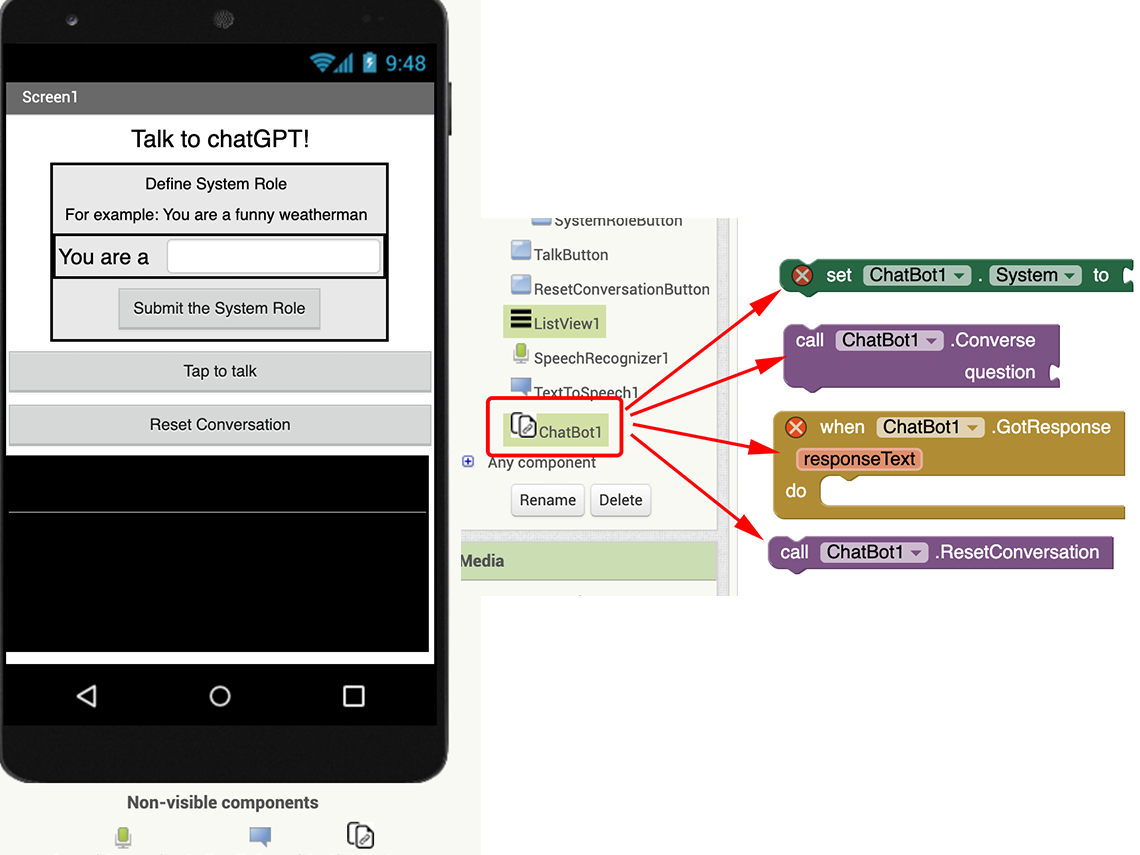 9:48
Screen1
Talk to chatGPT!
Define System Role
For example: You are a funny weatherman
You are a
Submit the System Role
Tap to talk
Reset Conversation
Non-visible components
SystemRoleButton
TalkButton
ResetConversationButton
ListView1
SpeechRecognizer1
TextToSpeech1
ChatBot1
Any component
Rename
Delete
Media
set ChatBot1 . System to
call ChatBot1 .Converse
question
when ChatBot1 .GotResponse
responseText
do
call ChatBot1 .ResetConversation